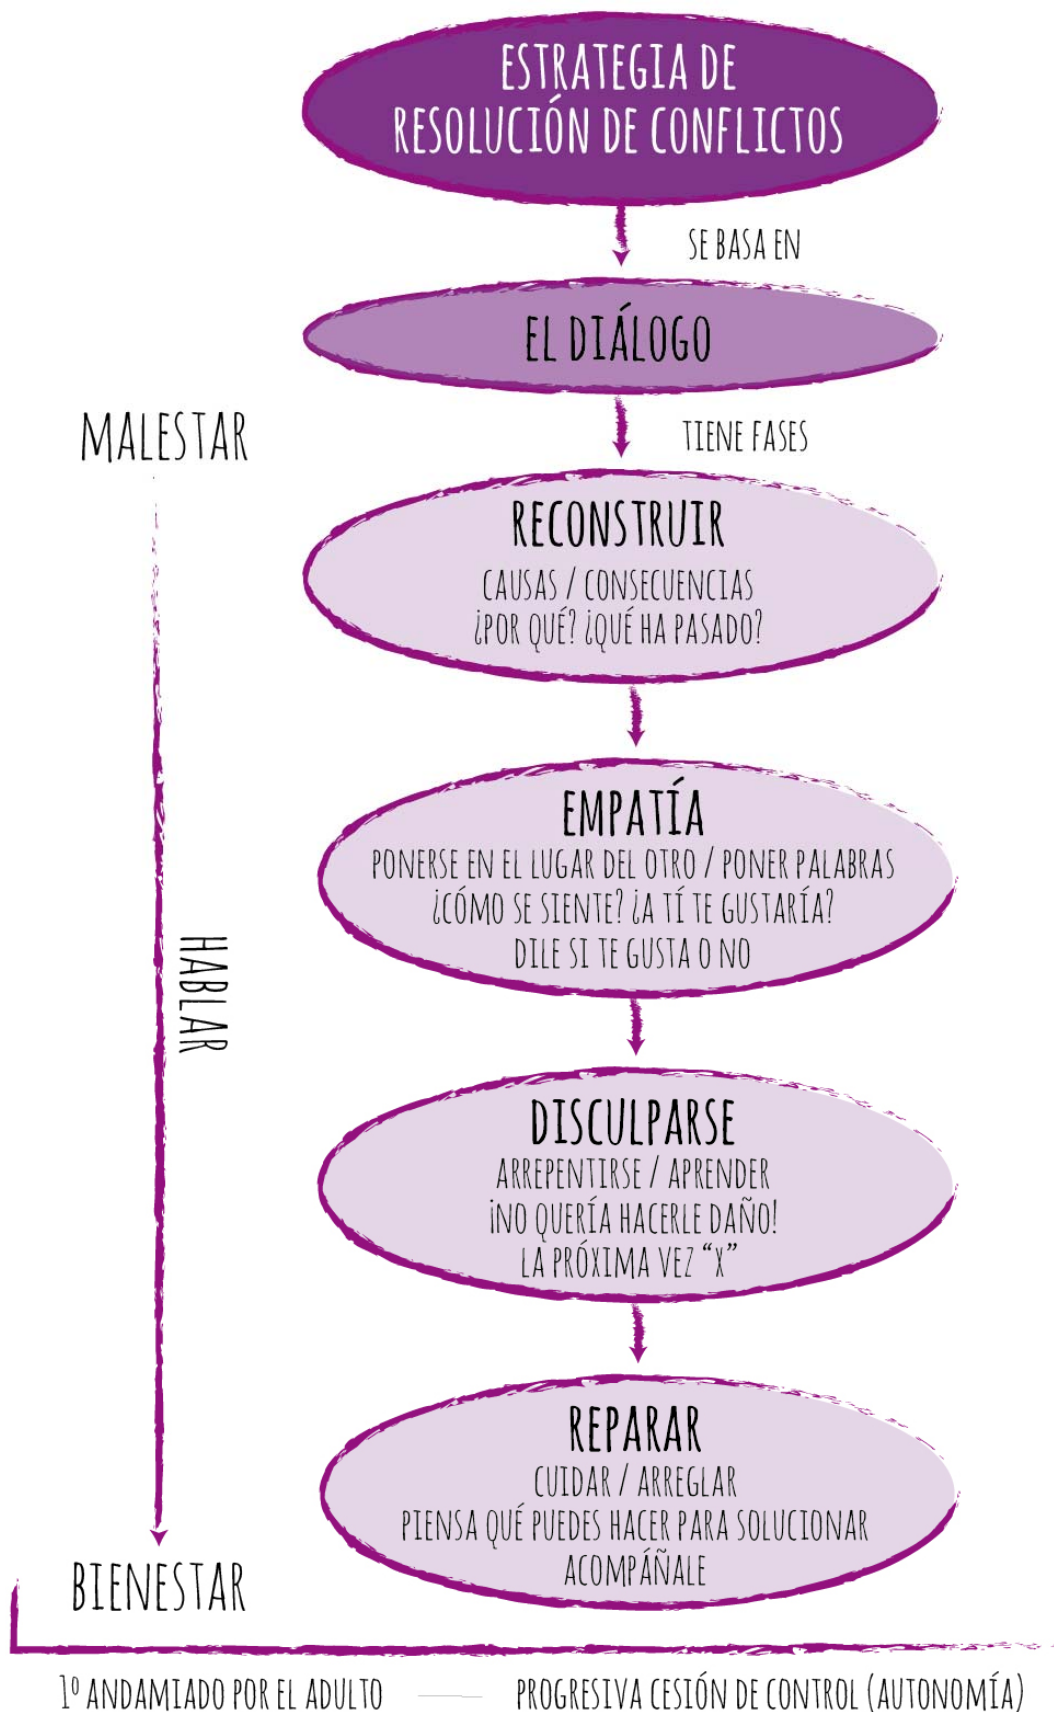 ESTRATEGIA DE
RESOLUCIÓN DE CONFLICTOS
SE BASA EN
EL DIÁLOGO
TIENE FASES
MALESTAR
RECONSTRUIR
CAUSAS / CONSECUENCIAS
¿POR QUÉ? ¿QUÉ HA PASADO?
EMPATÍA
PONERSE EN EL LUGAR DEL OTRO / PONER PALABRAS
¿CÓMO SE SIENTE? ¿A TÍ TE GUSTARÍA?
DILE SI TE GUSTA O NO
HABLAR
DISCULPARSE
ARREPENTIRSE / APRENDER
¡NO QUERÍA HACERLE DAÑO!
LA PRÓXIMA VEZ “X”
REPARAR
CUIDAR / ARREGLAR
PIENSA QUÉ PUEDES HACER PARA SOLUCIONAR
ACOMPÁÑALE
BIENESTAR
1º ANDAMIADO POR EL ADULTO — PROGRESIVA CESIÓN DE CONTROL (AUTONOMÍA)